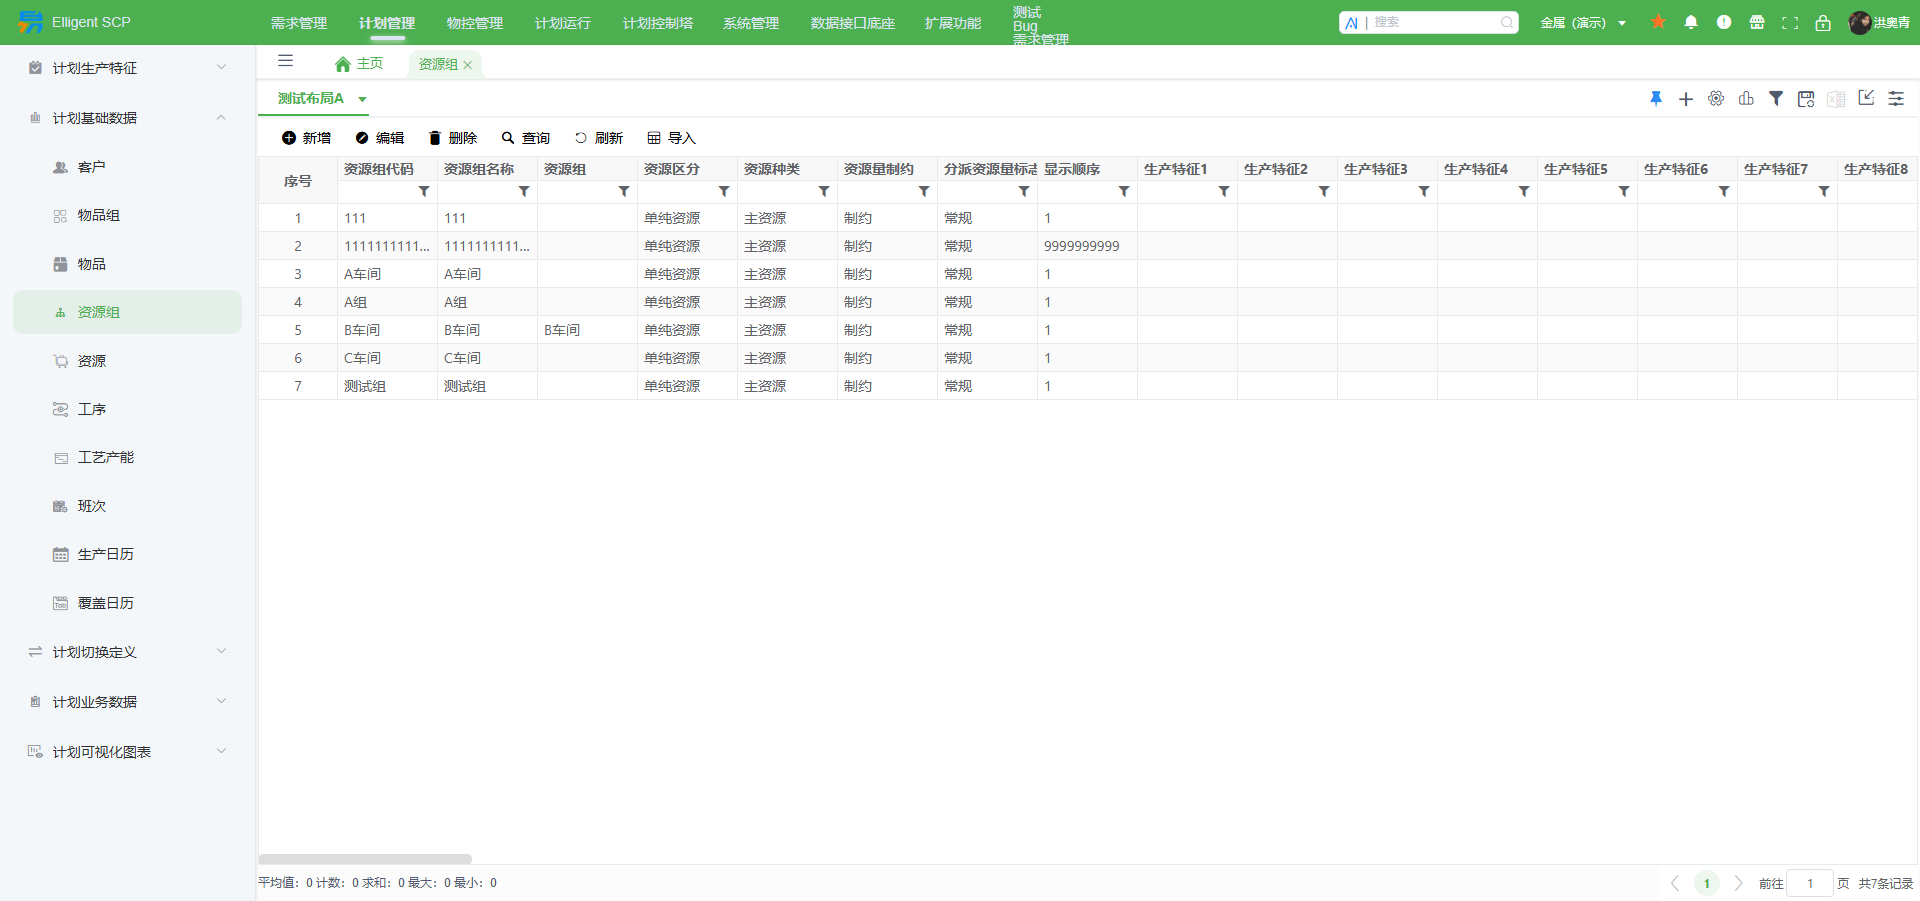 Elligent SCP
需求管理 计划管理 物控管理 计划运行 计划控制塔 系统管理 数据接口底座 扩展功能 测试Bug需求管理
AI | 搜索
金属（演示）
洪奥青
计划生产特征
计划基础数据
客户
物品组
物品
资源组
资源
工序
工艺产能
班次
生产日历
覆盖日历
计划切换定义
计划业务数据
计划可视化图表
主页 资源组
测试布局A
新增 编辑 删除 查询 刷新 导入
序号 资源组代码 资源组名称 资源组 资源区分 资源种类 资源量制约 分派资源量标志 显示顺序 生产特征1 生产特征2 生产特征3 生产特征4 生产特征5 生产特征6 生产特征7 生产特征8
1 111 111 单纯资源 主资源 制约 常规 1
2 1111111111... 1111111111... 单纯资源 主资源 制约 常规 9999999999
3 A车间 A车间 单纯资源 主资源 制约 常规 1
4 A组 A组 单纯资源 主资源 制约 常规 1
5 B车间 B车间 B车间 单纯资源 主资源 制约 常规 1
6 C车间 C车间 单纯资源 主资源 制约 常规 1
7 测试组 测试组 单纯资源 主资源 制约 常规 1
平均值：0 计数：0 求和：0 最大：0 最小：0
1 前往 1 页 共7条记录